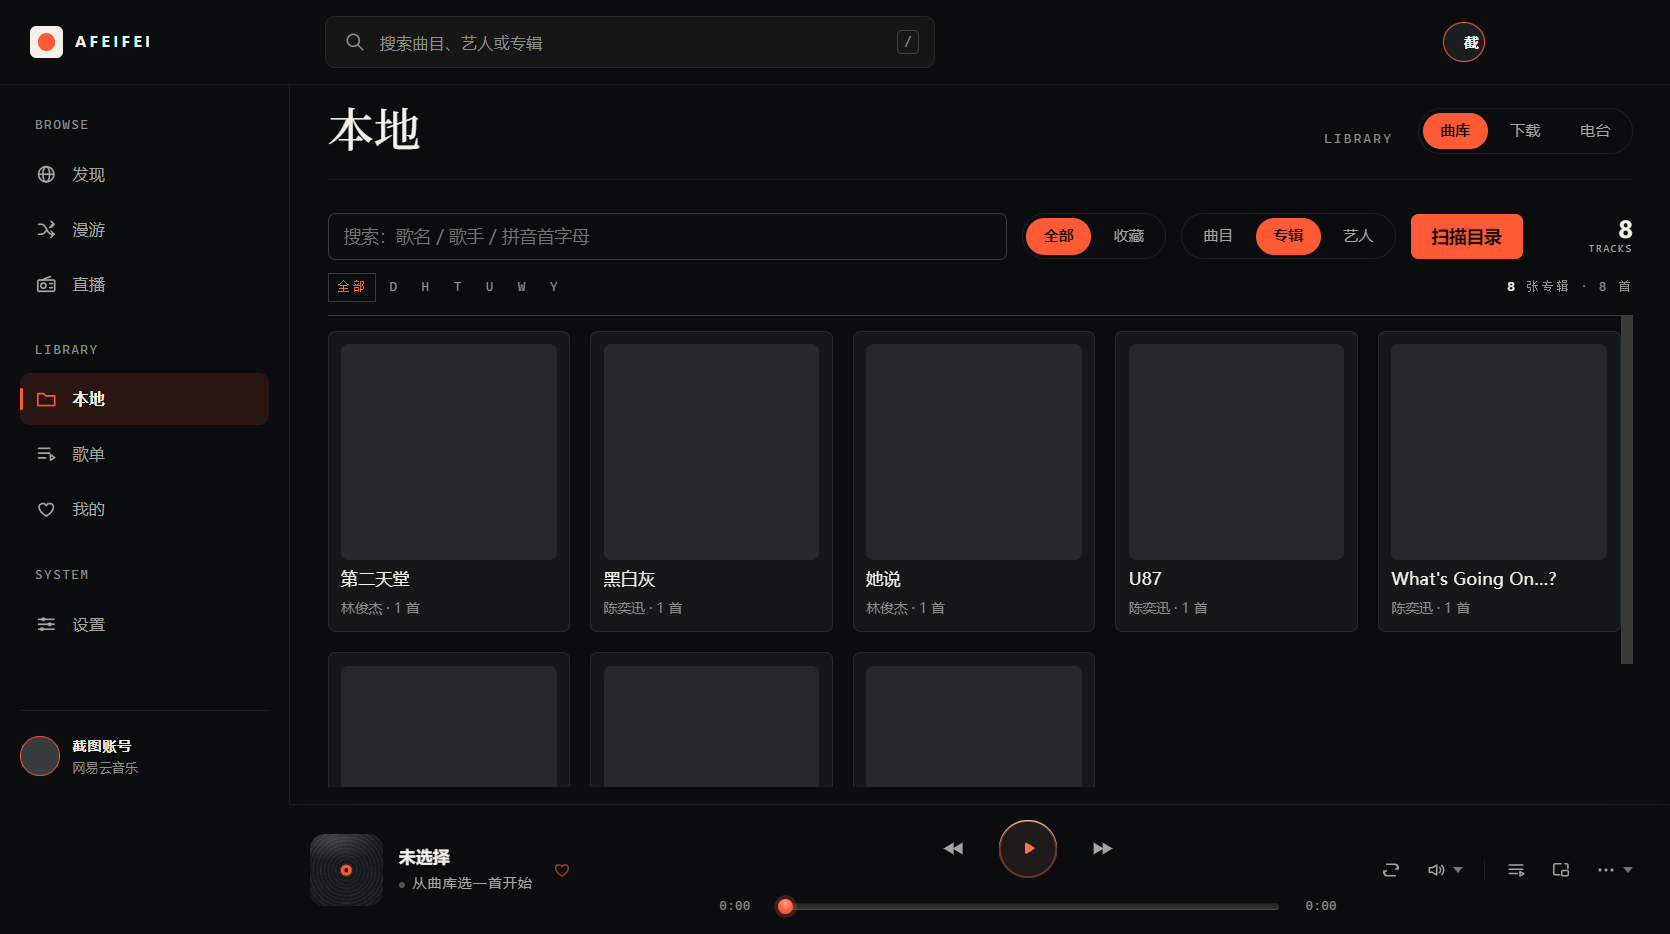 AFEIFEI
搜索曲目、艺人或专辑
/
截
BROWSE
发现
漫游
直播
LIBRARY
本地
歌单
我的
SYSTEM
设置
截图账号
网易云音乐
本地
LIBRARY
曲库
下载
电台
搜索：歌名 / 歌手 / 拼音首字母
全部
收藏
曲目
专辑
艺人
扫描目录
8
TRACKS
全部 D H T U W Y
8 张专辑 · 8 首
第二天堂
林俊杰 · 1 首
黑白灰
陈奕迅 · 1 首
她说
林俊杰 · 1 首
U87
陈奕迅 · 1 首
What's Going On...?
陈奕迅 · 1 首
未选择
从曲库选一首开始
0:00
0:00